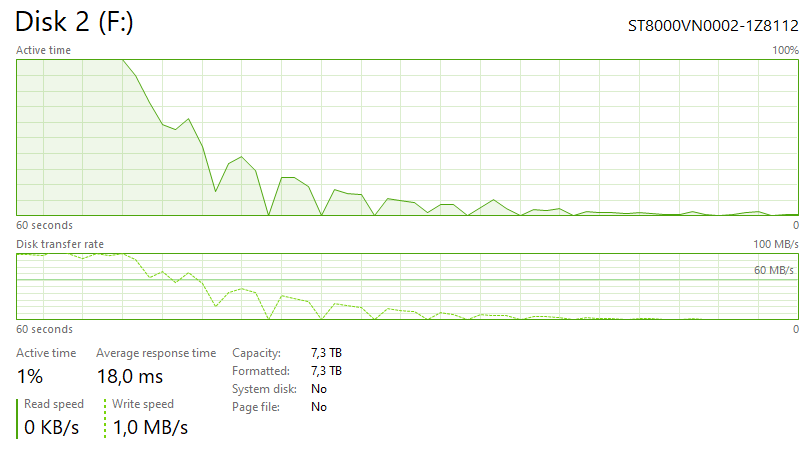 Disk 2 (F:) ST8000VN0002-1Z8112
Active time 100%
60 seconds 0
Disk transfer rate 100 MB/s
60 MB/s
60 seconds 0
Active time Average response time Capacity: 7,3 TB
1% 18,0 ms Formatted: 7,3 TB
System disk: No
Read speed Write speed Page file: No
0 KB/s 1,0 MB/s